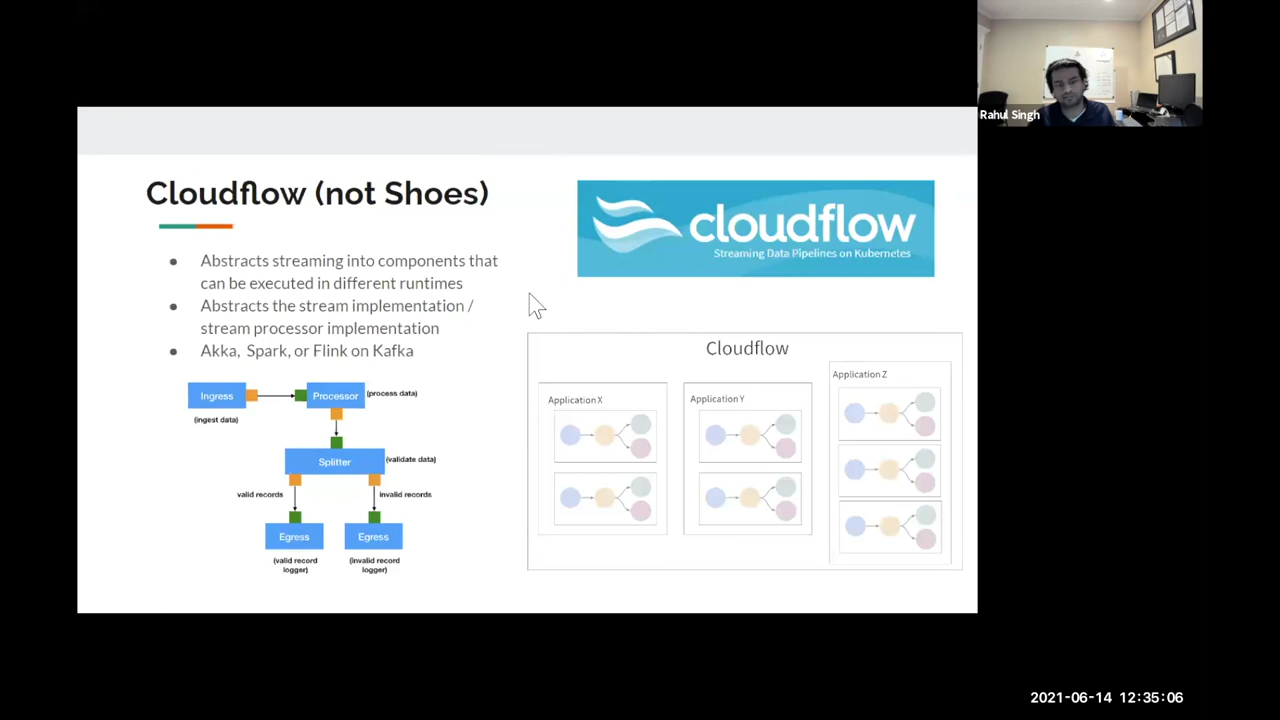 Rahul Singh
Cloudflow (not Shoes)
● Abstracts streaming into components that
can be executed in different runtimes
● Abstracts the stream implementation /
stream processor implementation
● Akka, Spark, or Flink on Kafka
cloudflow
Streaming Data Pipelines on Kubernetes
Ingress
(ingest data)
Processor
(process data)
Splitter
(validate data)
valid records
invalid records
Egress
Egress
(valid record
logger)
(invalid record
logger)
Cloudflow
Application X
Application Y
Application Z
2021-06-14 12:35:06